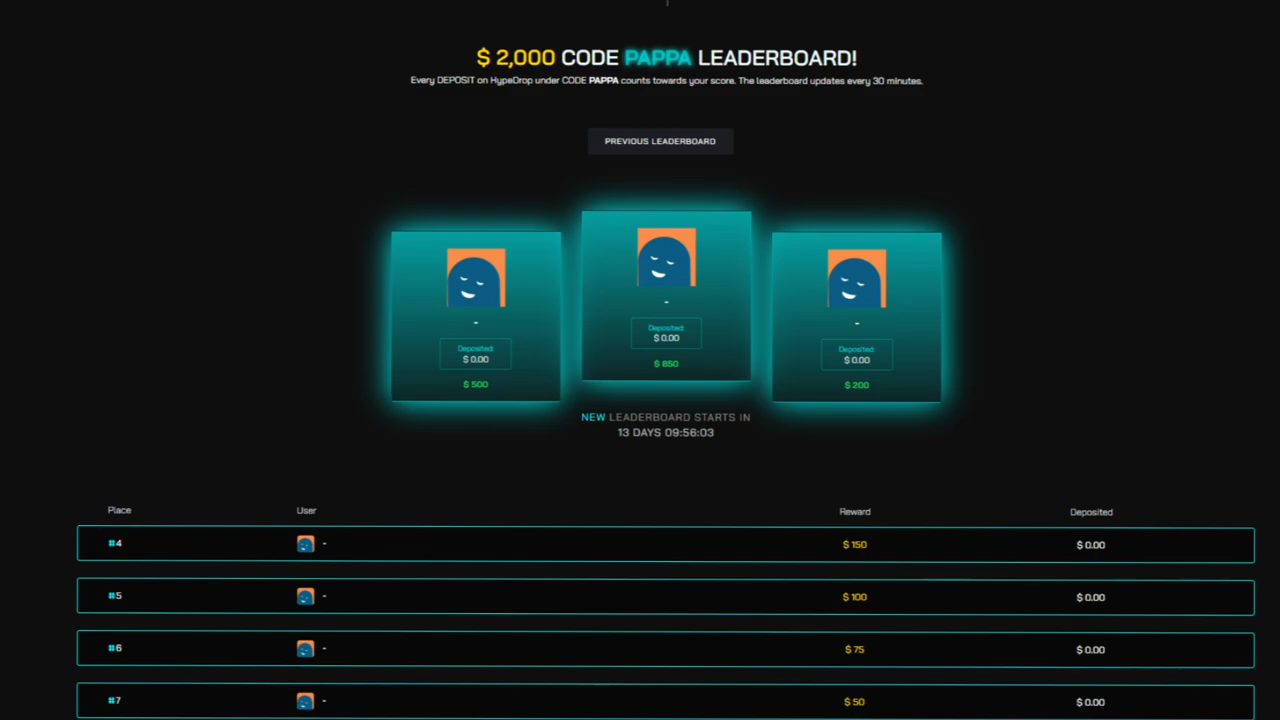 $ 2,000 CODE PAPPA LEADERBOARD!
Every DEPOSIT on HypeDrop under CODE PAPPA counts towards your score. The leaderboard updates every 30 minutes.
PREVIOUS LEADERBOARD
-
Deposited:
$ 0.00
$ 500
-
Deposited:
$ 0.00
$ 850
-
Deposited:
$ 0.00
$ 200
NEW LEADERBOARD STARTS IN
13 DAYS 09:56:03
Place User Reward Deposited
#4 - $ 150 $ 0.00
#5 - $ 100 $ 0.00
#6 - $ 75 $ 0.00
#7 - $ 50 $ 0.00